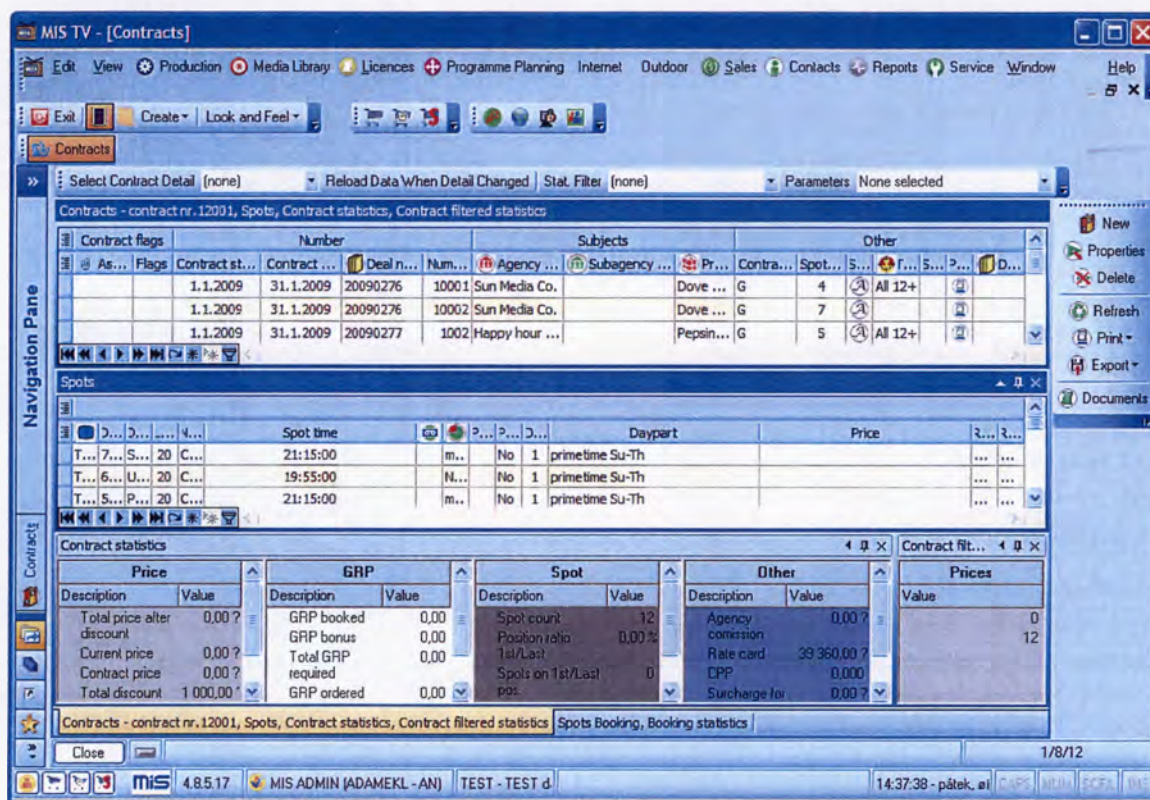 MIS TV - [Contracts]
Edit View Production Media Library Licences Programme Planning Internet Outdoor Sales Contacts Reports Service Window Help
Exit Create Look and Feel
Contracts
Select Contract Detail (none) Reload Data When Detail Changed Stat. Filter (none) Parameters None selected
Contracts - contract nr.12001, Spots, Contract statistics, Contract filtered statistics
Contract flags Number Subjects Other
As... Flags Contract st... Contract ... Deal n... Num... Agency ... Subagency ... Pr... Contra... Spot... S... S... D...
1.1.2009 31.1.2009 20090276 10001 Sun Media Co. Dove ... G 4 All 12+
1.1.2009 31.1.2009 20090276 10002 Sun Media Co. Dove ... G 7
1.1.2009 31.1.2009 20090277 1002 Happy hour ... Pepsin... G 5 All 12+
New
Properties
Delete
Refresh
Print
Export
Documents
Navigation Pane
Contracts
Spots
Spot time Daypart Price
T... 7... S... 20 C... 21:15:00 m.. No 1 primetime Su-Th ... ...
T... 6... U... 20 C... 19:55:00 N... No 1 primetime Su-Th ... ...
T... 5... P... 20 C... 21:15:00 m.. No 1 primetime Su-Th ... ...
Contract statistics
Price
Description Value
Total price after discount 0,00 ?
Current price 0,00 ?
Contract price 0,00 ?
Total discount 1 000,00
GRP
Description Value
GRP booked 0,00
GRP bonus 0,00
Total GRP required 0,00
GRP ordered 0,00
Spot
Description Value
Spot count 12
Position ratio 1st/Last 0,00 %
Spots on 1st/Last pos. 0
Other
Description Value
Agency comission 0,00 ?
Rate card 39 360,00 ?
CPP 0,000
Surcharge for 0,00 ?
Contract filt...
Prices
Value
0
12
Contracts - contract nr.12001, Spots, Contract statistics, Contract filtered statistics Spots Booking, Booking statistics
Close 1/8/12
MIS 4.8.5.17 MIS ADMIN (ADAMEKL - AN) TEST - TEST d 14:37:38 - pátek, øi CAPS NUM